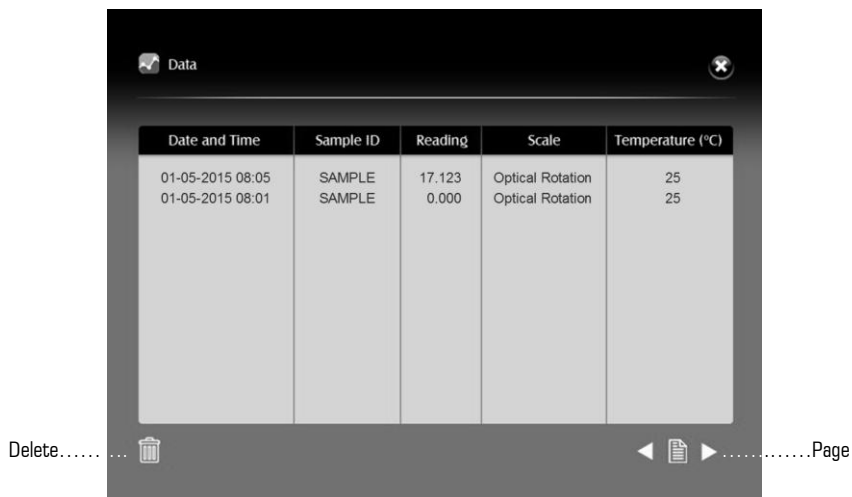 Data
Date and Time Sample ID Reading Scale Temperature (°C)
01-05-2015 08:05 SAMPLE 17.123 Optical Rotation 25
01-05-2015 08:01 SAMPLE 0.000 Optical Rotation 25
Delete......... .............Page